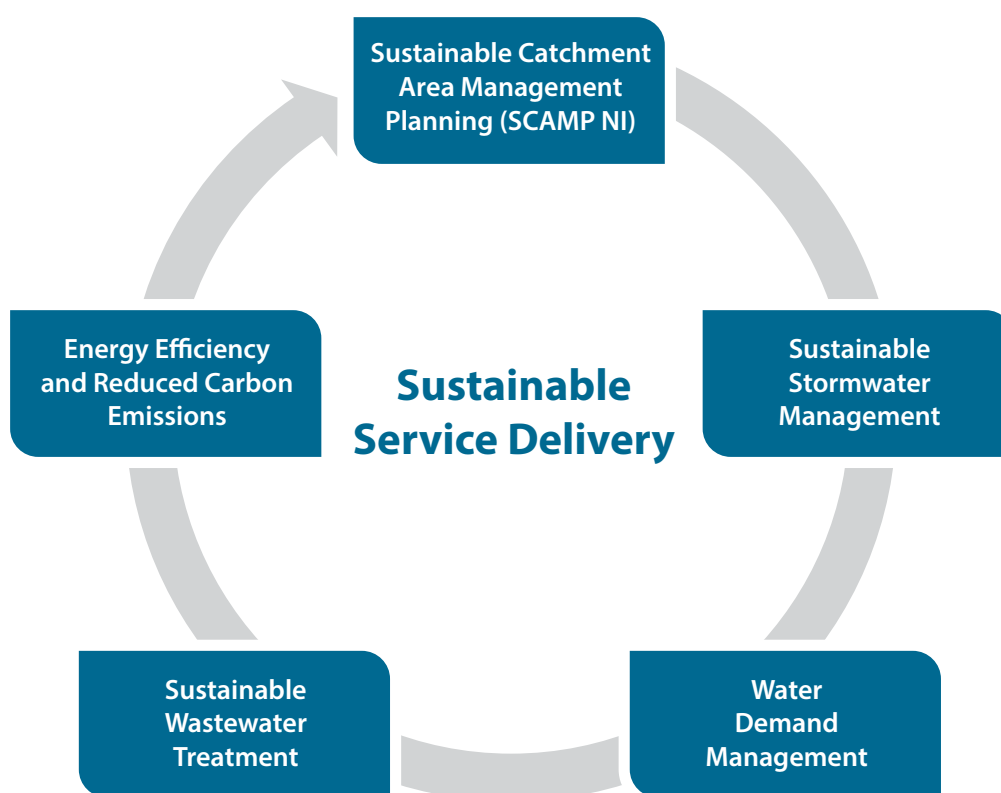 Sustainable Catchment
Area Management
Planning (SCAMP NI)
Sustainable
Stormwater
Management
Water
Demand
Management
Sustainable
Wastewater
Treatment
Energy Efficiency
and Reduced Carbon
Emissions
Sustainable
Service Delivery